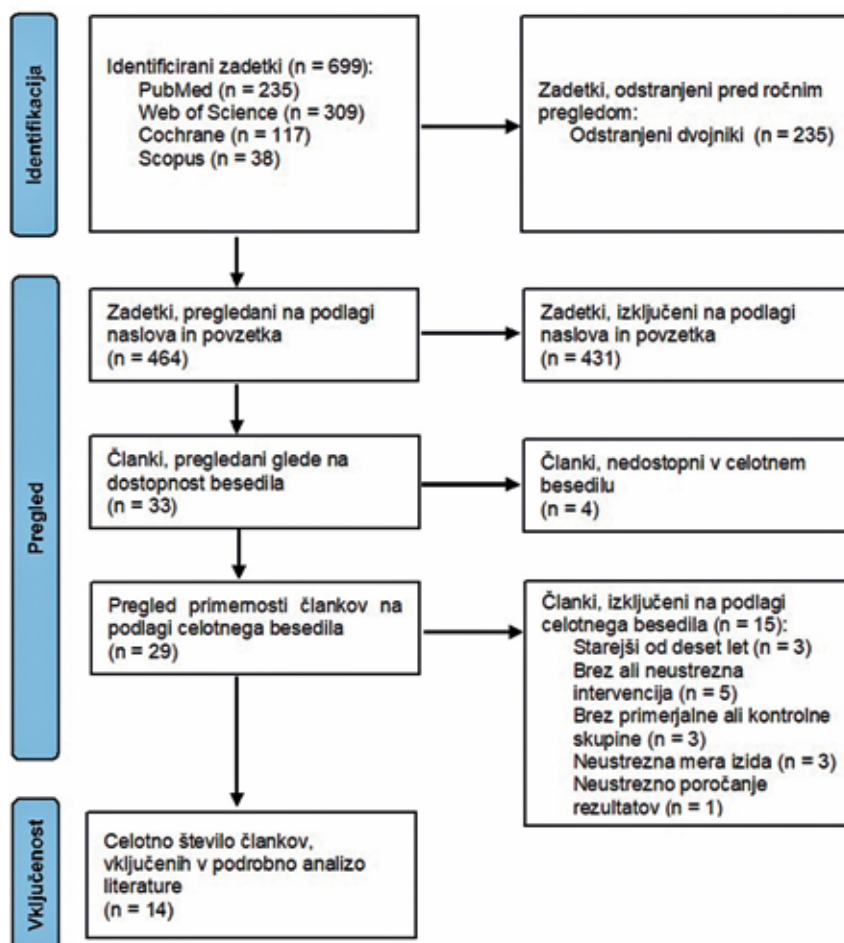 Identifikacija
Identificirani zadetki (n = 699):
PubMed (n = 235)
Web of Science (n = 309)
Cochrane (n = 117)
Scopus (n = 38)
Zadetki, odstranjeni pred ročnim
pregledom:
Odstranjeni dvojniki (n = 235)
Pregled
Zadetki, pregledani na podlagi
naslova in povzetka
(n = 464)
Zadetki, izključeni na podlagi
naslova in povzetka
(n = 431)
Članki, pregledani glede na
dostopnost besedila
(n = 33)
Članki, nedostopni v celotnem
besedilu
(n = 4)
Pregled primernosti člankov na
podlagi celotnega besedila
(n = 29)
Članki, izključeni na podlagi
celotnega besedila (n = 15):
Starejši od deset let (n = 3)
Brez ali neustrezna
intervencija (n = 5)
Brez primerjalne ali kontrolne
skupine (n = 3)
Neustrezna mera izida (n = 3)
Neustrezno poročanje
rezultatov (n = 1)
Vključenost
Celotno število člankov,
vključenih v podrobno analizo
literature
(n = 14)